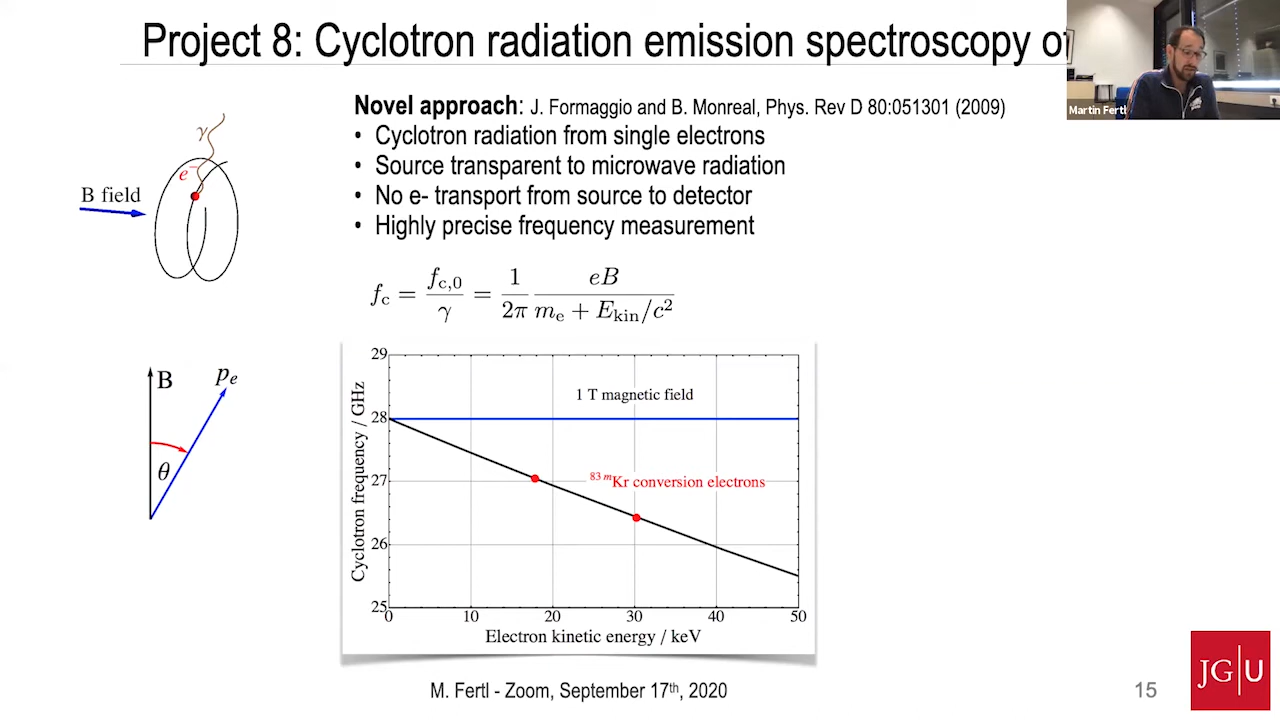 Project 8: Cyclotron radiation emission spectroscopy of
Martin Fertl
Novel approach: J. Formaggio and B. Monreal, Phys. Rev D 80:051301 (2009)
• Cyclotron radiation from single electrons
• Source transparent to microwave radiation
• No e- transport from source to detector
• Highly precise frequency measurement
γ
e⁻
B field
f_c = f_c,0 / γ = 1/2π eB / (m_e + E_kin/c²)
B
p_e
θ
29
28
27
26
25
Cyclotron frequency / GHz
1 T magnetic field
⁸³ᵐKr conversion electrons
0 10 20 30 40 50
Electron kinetic energy / keV
M. Fertl - Zoom, September 17th, 2020
15
JG|U